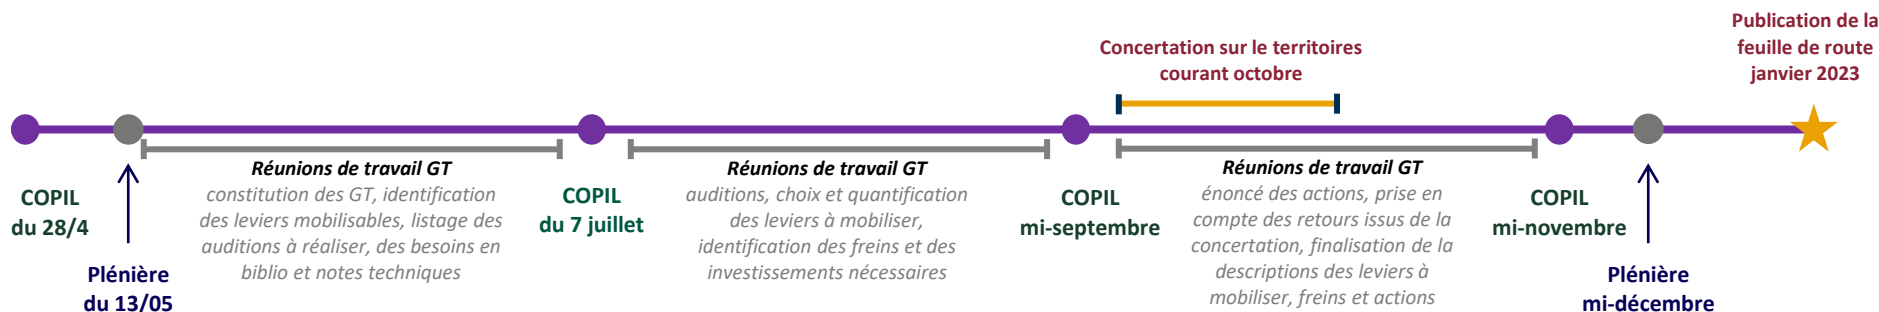 Publication de la
feuille de route
janvier 2023
Concertation sur le territoires
courant octobre
COPIL
du 28/4
Plénière
du 13/05
Réunions de travail GT
constitution des GT, identification
des leviers mobilisables, listage des
auditions à réaliser, des besoins en
biblio et notes techniques
COPIL
du 7 juillet
Réunions de travail GT
auditions, choix et quantification
des leviers à mobiliser,
identification des freins et des
investissements nécessaires
COPIL
mi-septembre
Réunions de travail GT
énoncé des actions, prise en
compte des retours issus de la
concertation, finalisation de la
descriptions des leviers à
mobiliser, freins et actions
COPIL
mi-novembre
Plénière
mi-décembre